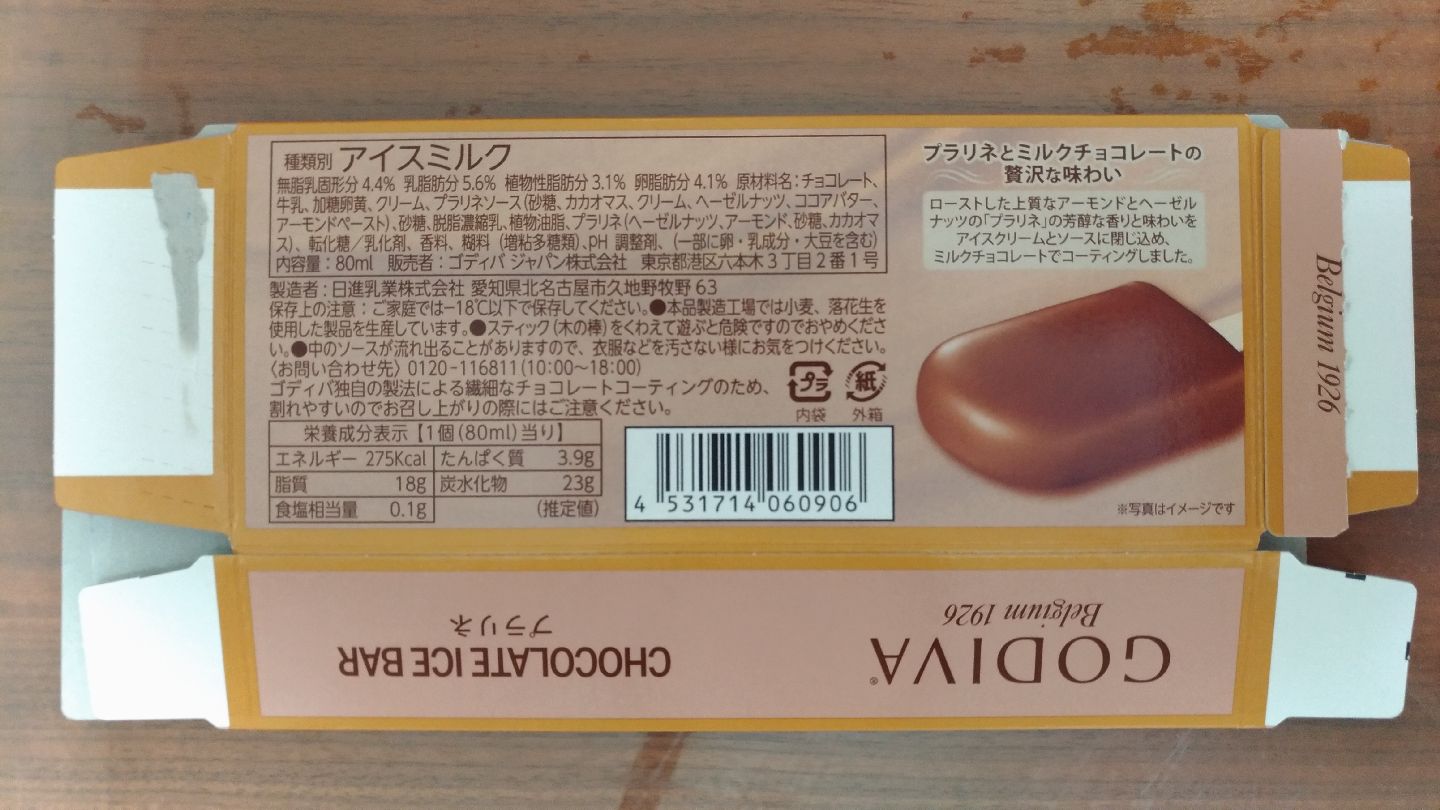 種類別 アイスミルク
無脂乳固形分 4.4% 乳脂肪分 5.6% 植物性脂肪分 3.1% 卵脂肪分 4.1% 原材料名：チョコレート、
牛乳、加糖卵黄、クリーム、プラリネソース（砂糖、カカオマス、クリーム、ヘーゼルナッツ、ココアバター、
アーモンドペースト）、砂糖、脱脂濃縮乳、植物油脂、プラリネ（ヘーゼルナッツ、アーモンド、砂糖、カカオマ
ス）、転化糖／乳化剤、香料、糊料（増粘多糖類）、pH 調整剤、（一部に卵・乳成分・大豆を含む）
内容量：80ml 販売者：ゴディバ ジャパン株式会社 東京都港区六本木3丁目2番1号
製造者：日進乳業株式会社 愛知県北名古屋市久地野牧野 63
保存上の注意：ご家庭では－18℃以下で保存してください。●本品製造工場では小麦、落花生を
使用した製品を生産しています。●スティック（木の棒）をくわえて遊ぶと危険ですのでおやめくださ
い。●中のソースが流れ出ることがありますので、衣服などを汚さない様にお気をつけください。
〈お問い合わせ先〉0120-116811（10:00～18:00）
ゴディバ独自の製法による繊細なチョコレートコーティングのため、
割れやすいのでお召し上がりの際にはご注意ください。
プラ 紙
内袋 外箱
栄養成分表示【1個（80ml）当り】
エネルギー 275Kcal たんぱく質 3.9g
脂質 18g 炭水化物 23g
食塩相当量 0.1g （推定値）
4 531714 060906
プラリネとミルクチョコレートの
贅沢な味わい
ローストした上質なアーモンドとヘーゼル
ナッツの「プラリネ」の芳醇な香りと味わいを
アイスクリームとソースに閉じ込め、
ミルクチョコレートでコーティングしました。
※写真はイメージです
Belgium 1926
GODIVA®
Belgium 1926
CHOCOLATE ICE BAR
プラリネ